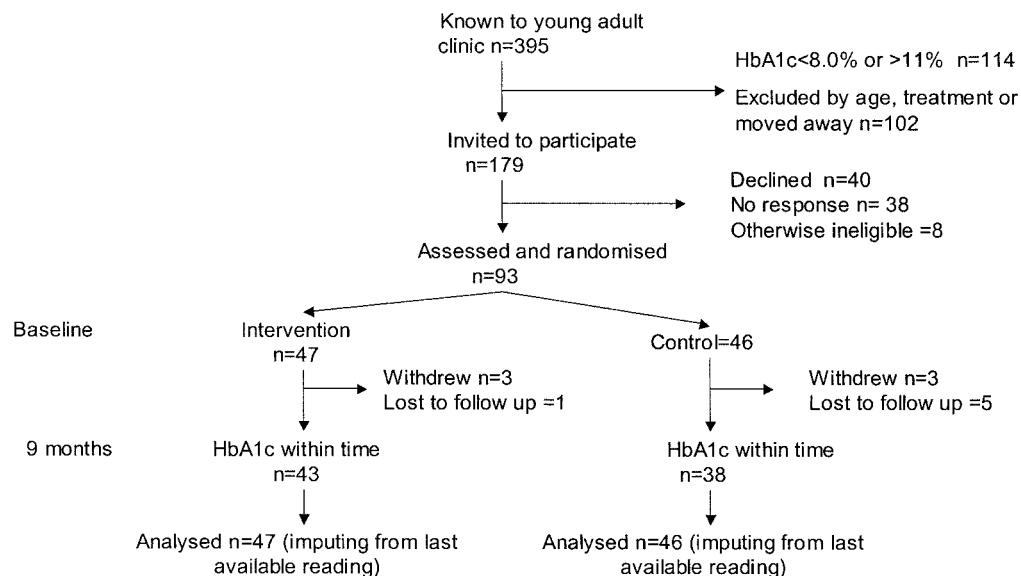 Known to young adult
clinic n=395
HbA1c<8.0% or >11% n=114
Excluded by age, treatment or
moved away n=102
Invited to participate
n=179
Declined n=40
No response n= 38
Otherwise ineligible =8
Assessed and randomised
n=93
Baseline
Intervention
n=47
Control=46
Withdrew n=3
Lost to follow up =1
Withdrew n=3
Lost to follow up =5
9 months
HbA1c within time
n=43
HbA1c within time
n=38
Analysed n=47 (imputing from last
available reading)
Analysed n=46 (imputing from last
available reading)